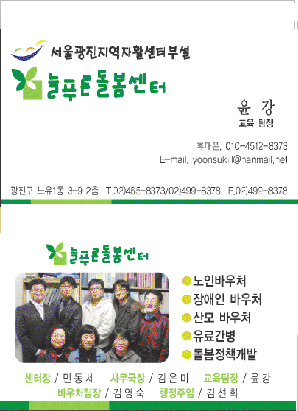 서울광진지역자활센터부설
늘푸른돌봄센터
윤 강
교육 팀장
휴대폰. 010-4512-8373
E-mail. yoonsukil@hanmail.net
광진구 노유1동 3-9 2층 T.02)465-8373/02)499-8378 F.02)499-8378
늘푸른돌봄센터
노인바우처
장애인 바우처
산모 바우처
유료간병
돌봄정책개발
센터장 / 민동세 사무국장 / 김은미 교육팀장 / 윤 강
바우처팀장 / 김영숙 행정주임 / 김선희